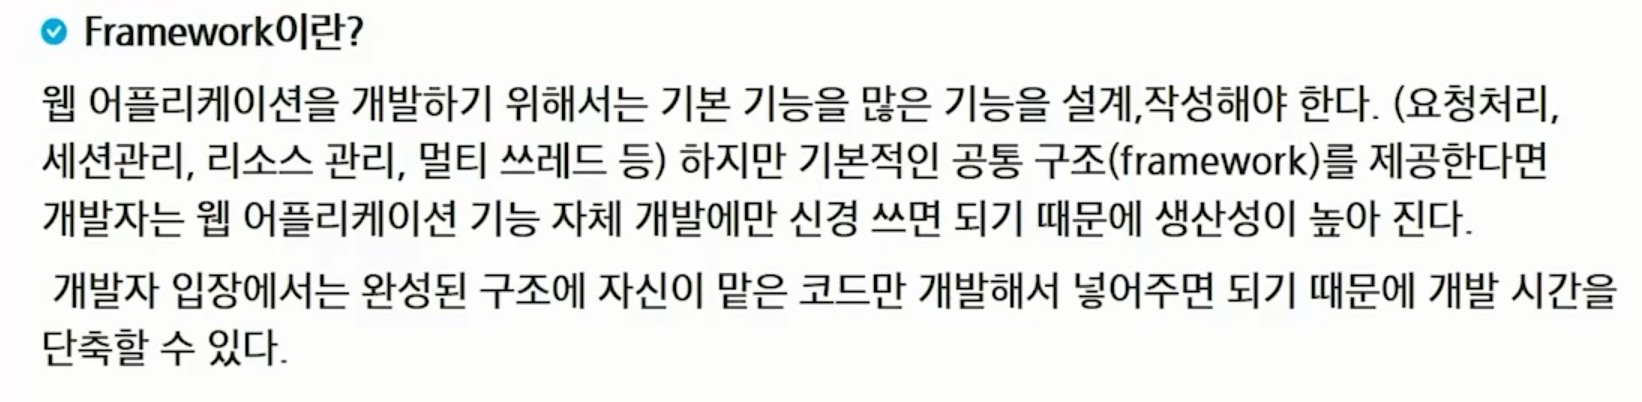 Framework이란?
웹 어플리케이션을 개발하기 위해서는 기본 기능을 많은 기능을 설계,작성해야 한다. (요청처리,
세션관리, 리소스 관리, 멀티 쓰레드 등) 하지만 기본적인 공통 구조(framework)를 제공한다면
개발자는 웹 어플리케이션 기능 자체 개발에만 신경 쓰면 되기 때문에 생산성이 높아 진다.
개발자 입장에서는 완성된 구조에 자신이 맡은 코드만 개발해서 넣어주면 되기 때문에 개발 시간을
단축할 수 있다.